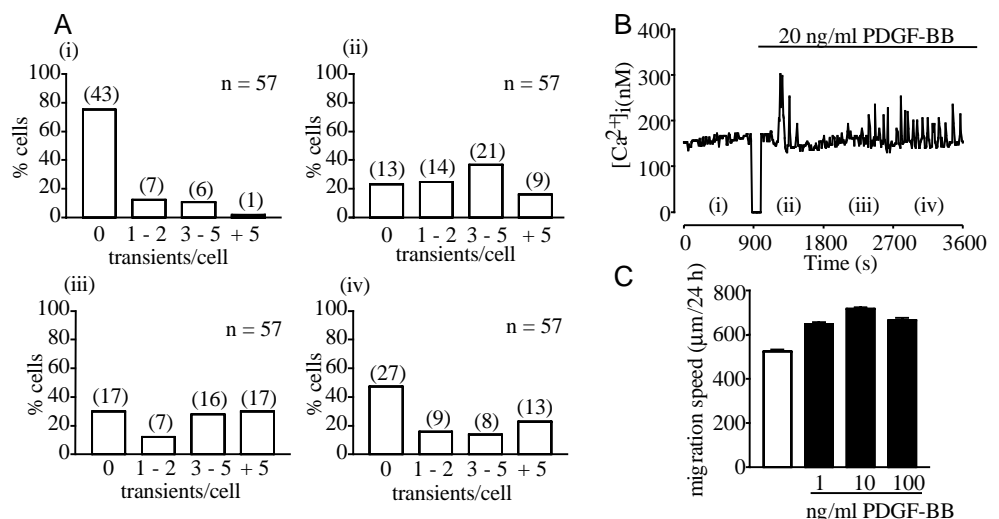 A
(i)
100
80
60
40
20
0
% cells
n = 57
(43)
(7)
(6)
(1)
0 1 - 2 3 - 5 + 5
transients/cell
(ii)
100
80
60
40
20
0
% cells
n = 57
(13)
(14)
(21)
(9)
0 1 - 2 3 - 5 + 5
transients/cell
(iii)
100
80
60
40
20
0
% cells
n = 57
(17)
(7)
(16)
(17)
0 1 - 2 3 - 5 + 5
transients/cell
(iv)
100
80
60
40
20
0
% cells
n = 57
(27)
(9)
(8)
(13)
0 1 - 2 3 - 5 + 5
transients/cell
B
20 ng/ml PDGF-BB
400
300
200
100
0
[Ca2+]i(nM)
(i) (ii) (iii) (iv)
0 900 1800 2700 3600
Time (s)
C
800
600
400
200
0
migration speed (μm/24 h)
1 10 100
ng/ml PDGF-BB